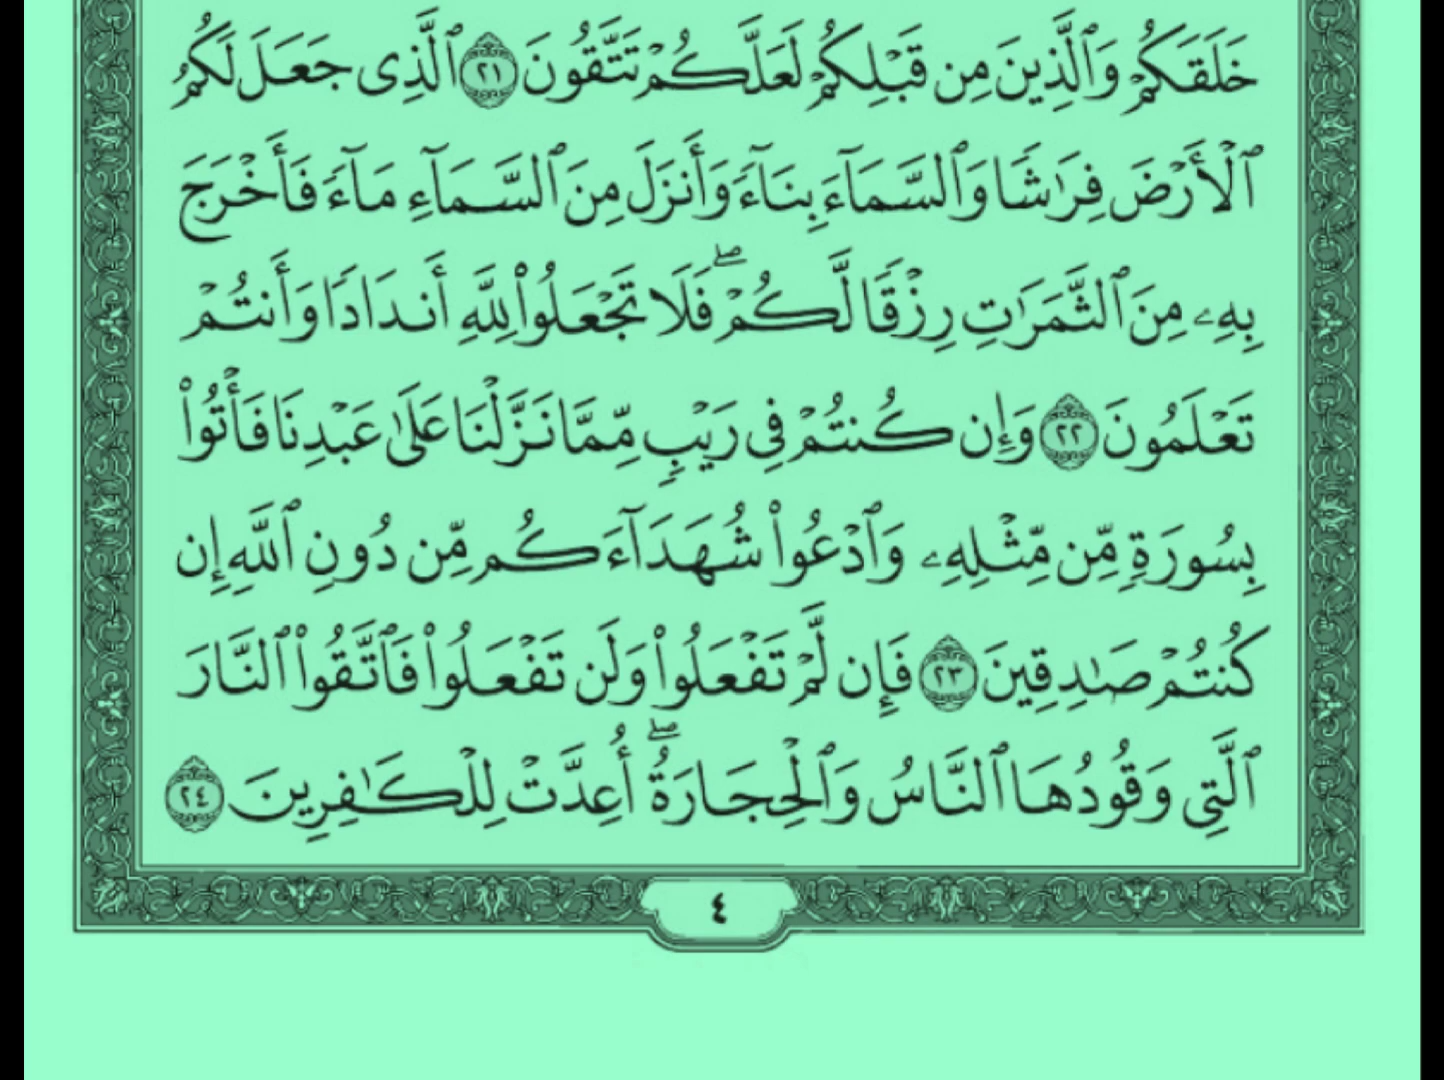 خَلَقَكُمْ وَٱلَّذِينَ مِن قَبْلِكُمْ لَعَلَّكُمْ تَتَّقُونَ ٢١ ٱلَّذِى جَعَلَ لَكُمُ
ٱلْأَرْضَ فِرَٰشًا وَٱلسَّمَآءَ بِنَآءً وَأَنزَلَ مِنَ ٱلسَّمَآءِ مَآءً فَأَخْرَجَ
بِهِۦ مِنَ ٱلثَّمَرَٰتِ رِزْقًا لَّكُمْ ۖ فَلَا تَجْعَلُوا۟ لِلَّهِ أَندَادًا وَأَنتُمْ
تَعْلَمُونَ ٢٢ وَإِن كُنتُمْ فِى رَيْبٍ مِّمَّا نَزَّلْنَا عَلَىٰ عَبْدِنَا فَأْتُوا۟
بِسُورَةٍ مِّن مِّثْلِهِۦ وَٱدْعُوا۟ شُهَدَآءَكُم مِّن دُونِ ٱللَّهِ إِن
كُنتُمْ صَٰدِقِينَ ٢٣ فَإِن لَّمْ تَفْعَلُوا۟ وَلَن تَفْعَلُوا۟ فَٱتَّقُوا۟ ٱلنَّارَ
ٱلَّتِى وَقُودُهَا ٱلنَّاسُ وَٱلْحِجَارَةُ ۖ أُعِدَّتْ لِلْكَٰفِرِينَ ٢٤
٤